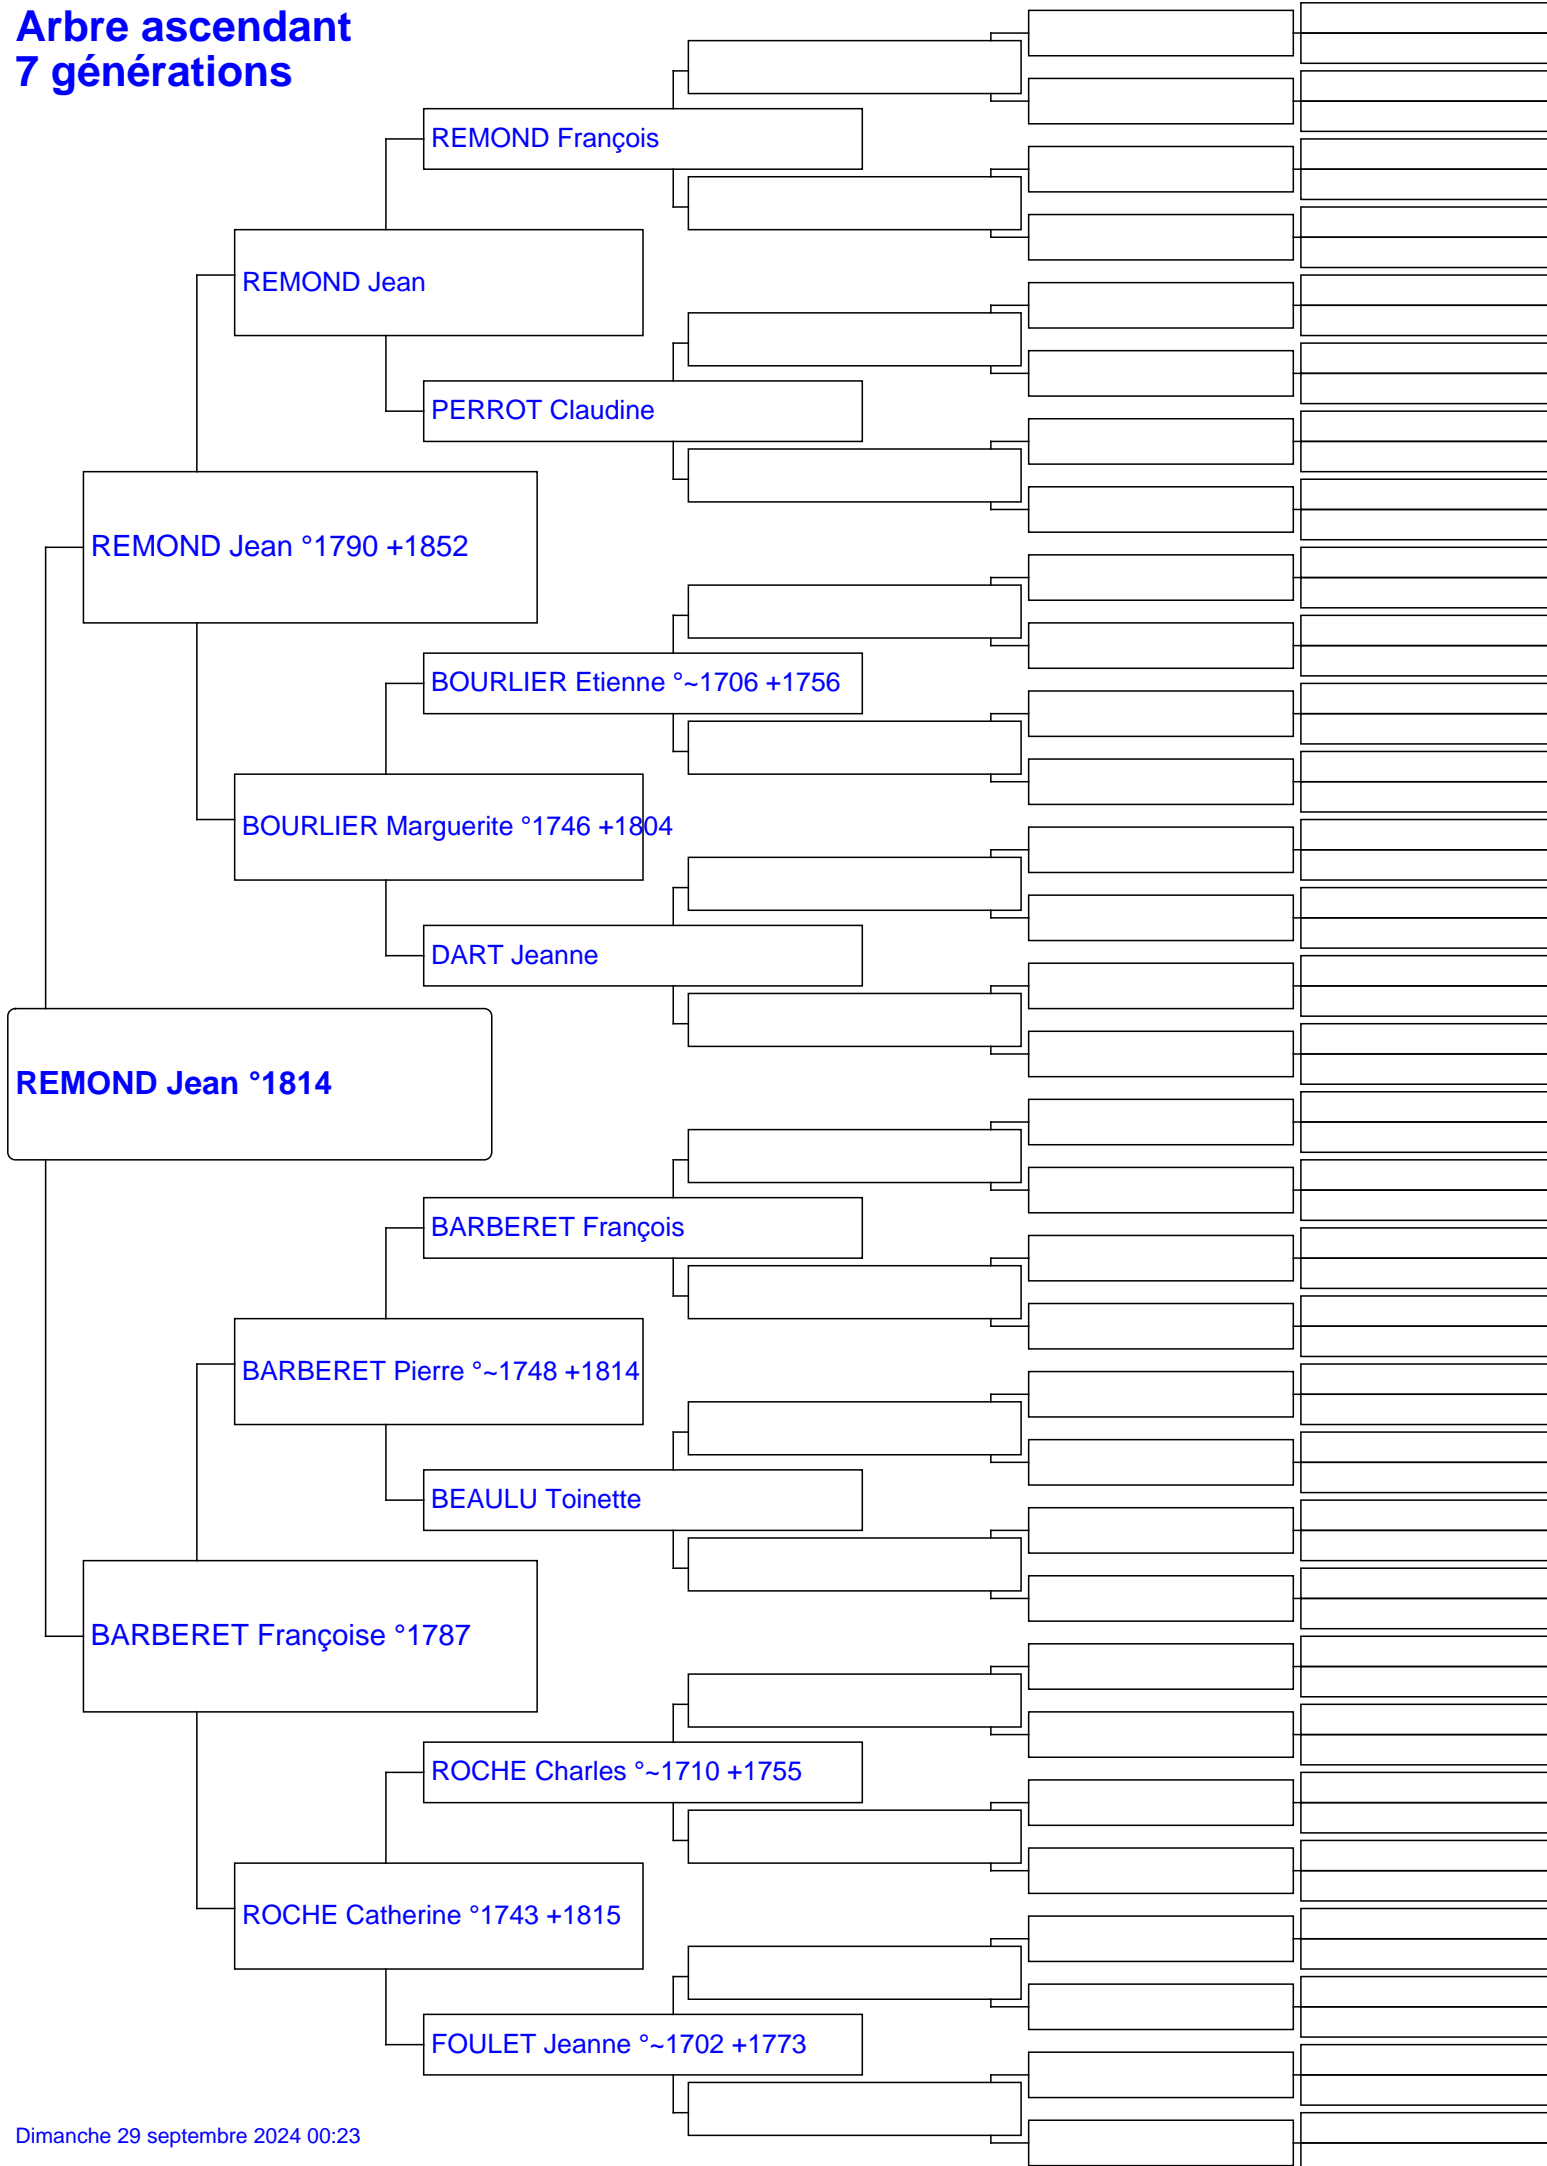 Arbre ascendant
7 générations
REMOND François
REMOND Jean
PERROT Claudine
REMOND Jean °1790 +1852
BOURLIER Etienne °~1706 +1756
BOURLIER Marguerite °1746 +1804
DART Jeanne
REMOND Jean °1814
BARBERET François
BARBERET Pierre °~1748 +1814
BEAULU Toinette
BARBERET Françoise °1787
ROCHE Charles °~1710 +1755
ROCHE Catherine °1743 +1815
FOULET Jeanne °~1702 +1773
Dimanche 29 septembre 2024 00:23